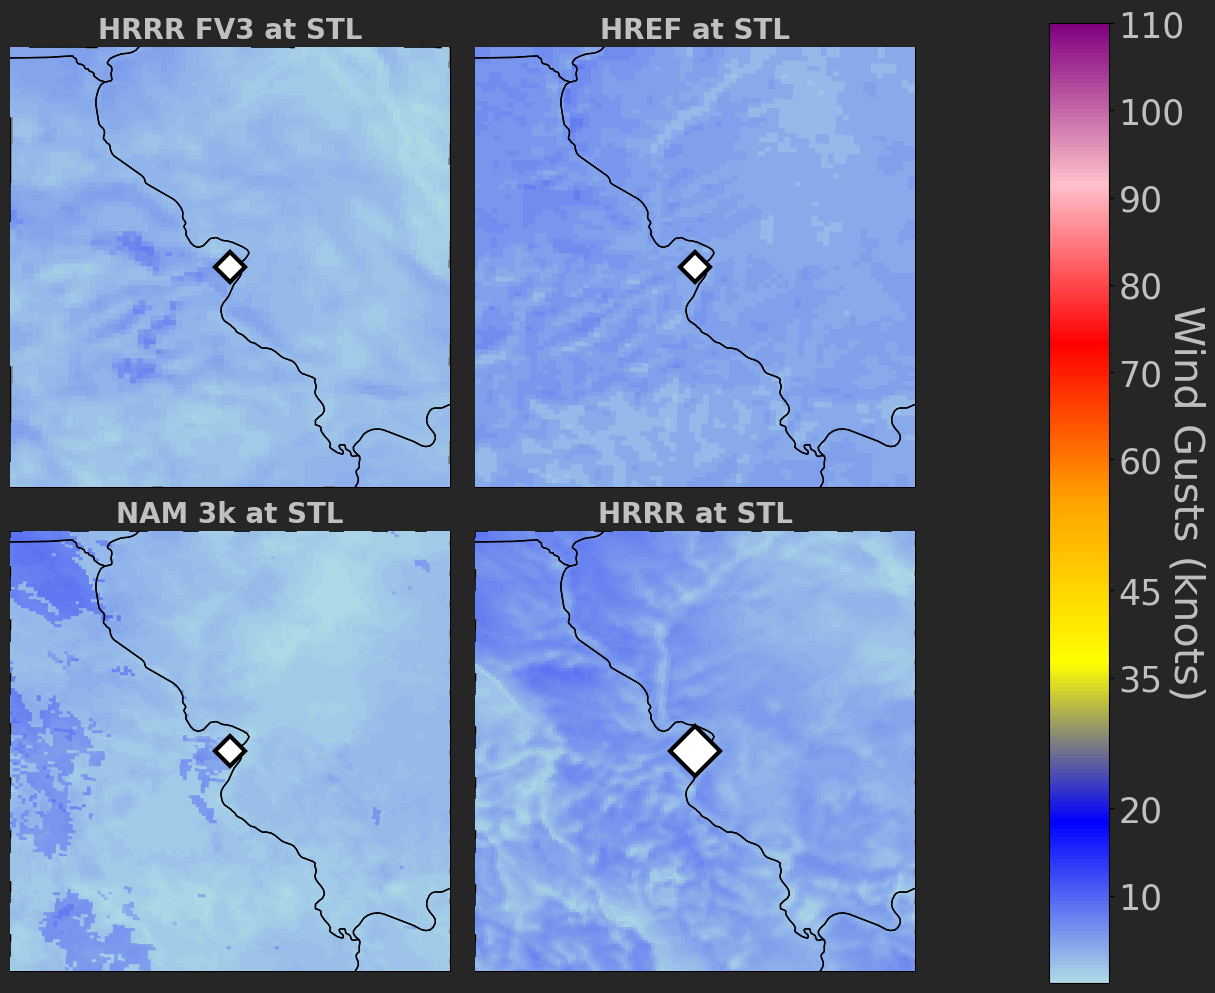 HRRR FV3 at STL
HREF at STL
NAM 3k at STL
HRRR at STL
110
100
90
80
70
60
45
35
20
10
Wind Gusts (knots)